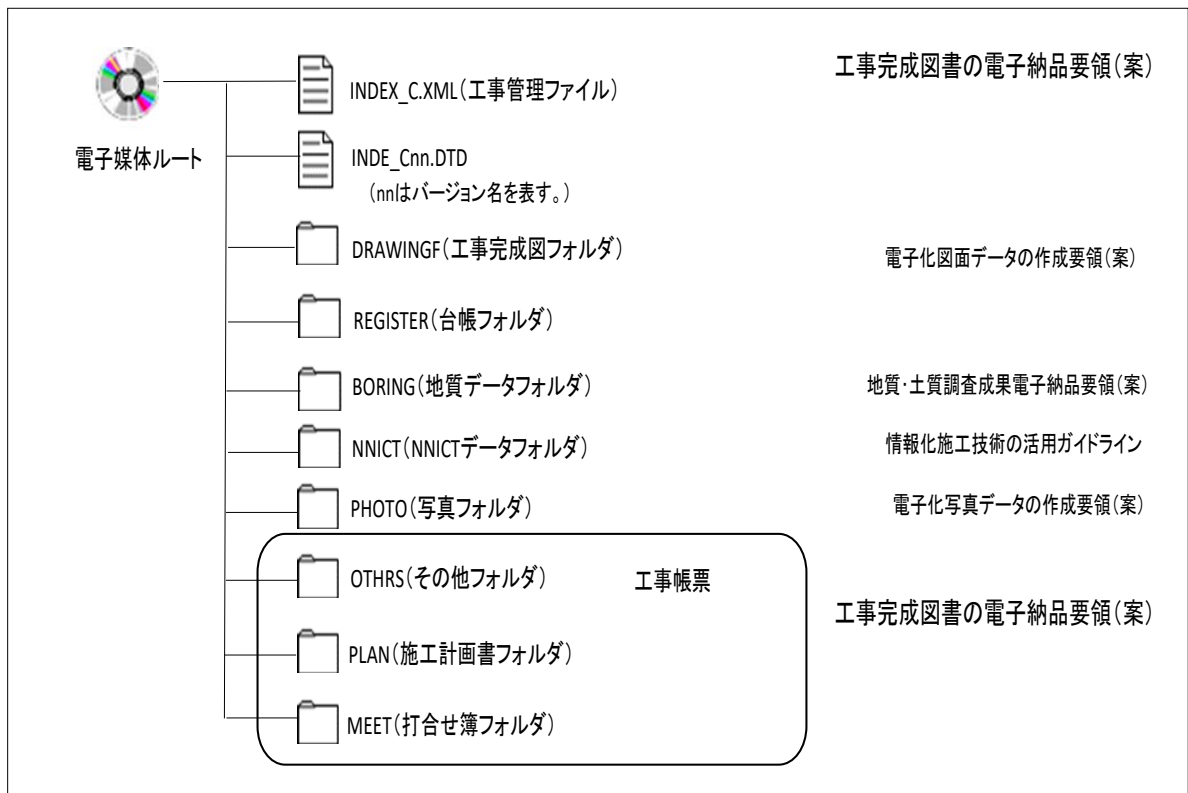 工事完成図書の電子納品要領(案)
INDEX_C.XML(工事管理ファイル)
電子媒体ルート
INDE_Cnn.DTD
(nnはバージョン名を表す。)
DRAWINGF(工事完成図フォルダ)
電子化図面データの作成要領(案)
REGISTER(台帳フォルダ)
BORING(地質データフォルダ)
地質・土質調査成果電子納品要領(案)
NNICT(NNICTデータフォルダ)
情報化施工技術の活用ガイドライン
PHOTO(写真フォルダ)
電子化写真データの作成要領(案)
OTHRS(その他フォルダ)
工事帳票
工事完成図書の電子納品要領(案)
PLAN(施工計画書フォルダ)
MEET(打合せ簿フォルダ)